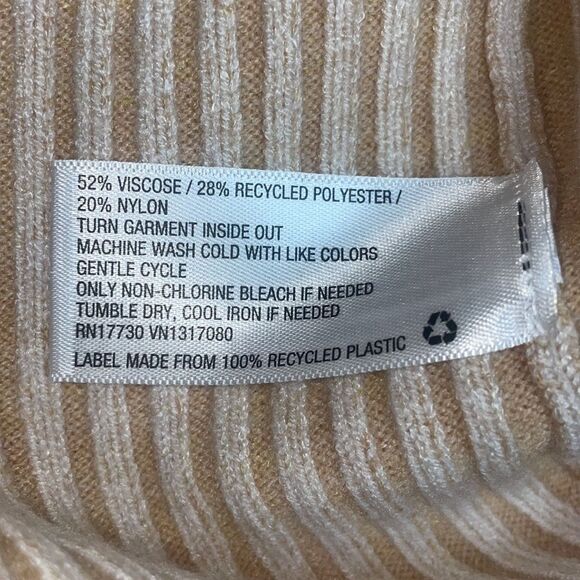 52% VISCOSE / 28% RECYCLED POLYESTER /
20% NYLON
TURN GARMENT INSIDE OUT
MACHINE WASH COLD WITH LIKE COLORS
GENTLE CYCLE
ONLY NON-CHLORINE BLEACH IF NEEDED
TUMBLE DRY, COOL IRON IF NEEDED
RN17730 VN1317080
LABEL MADE FROM 100% RECYCLED PLASTIC